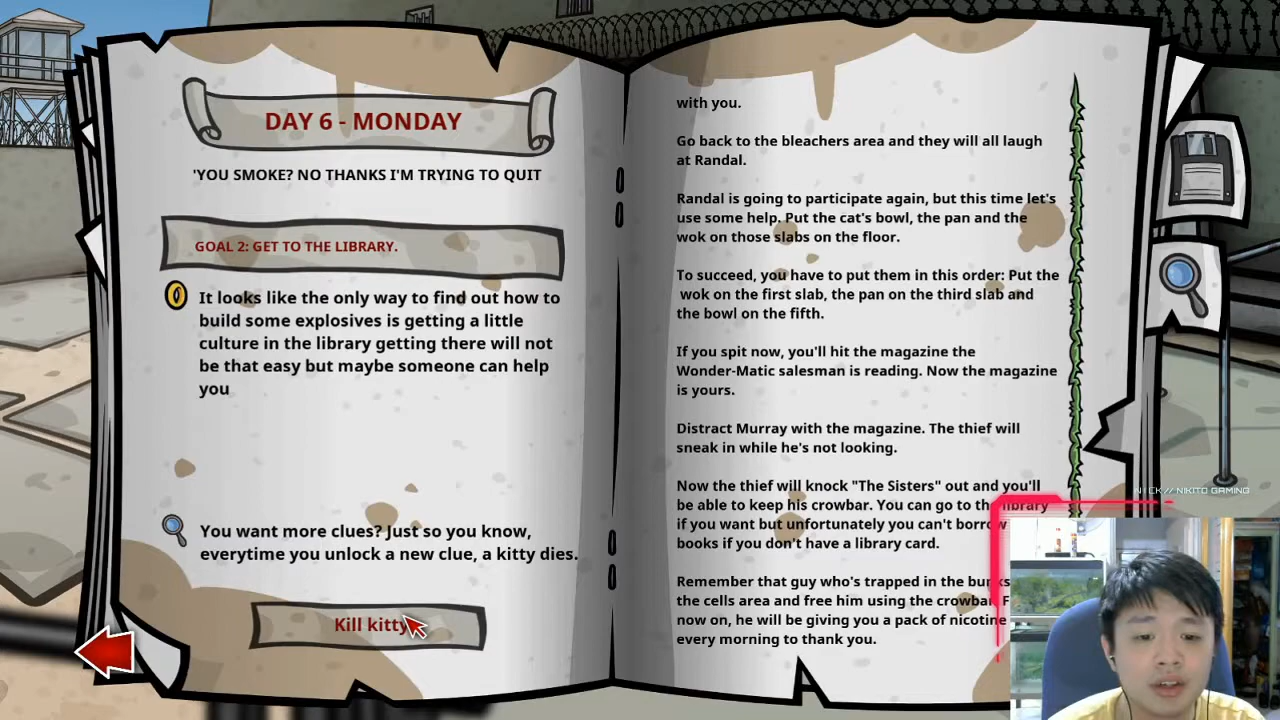 DAY 6 - MONDAY
'YOU SMOKE? NO THANKS I'M TRYING TO QUIT
GOAL 2: GET TO THE LIBRARY.
It looks like the only way to find out how to
build some explosives is getting a little
culture in the library getting there will not
be that easy but maybe someone can help
you
You want more clues? Just so you know,
everytime you unlock a new clue, a kitty dies.
Kill kitty
with you.
Go back to the bleachers area and they will all laugh
at Randal.
Randal is going to participate again, but this time let's
use some help. Put the cat's bowl, the pan and the
wok on those slabs on the floor.
To succeed, you have to put them in this order: Put the
wok on the first slab, the pan on the third slab and
the bowl on the fifth.
If you spit now, you'll hit the magazine the
Wonder-Matic salesman is reading. Now the magazine
is yours.
Distract Murray with the magazine. The thief will
sneak in while he's not looking.
Now the thief will knock "The Sisters" out and you'll
be able to keep his crowbar. You can go to the library
if you want but unfortunately you can't borrow
books if you don't have a library card.
Remember that guy who's trapped in the bunks
the cells area and free him using the crowbar.
now on, he will be giving you a pack of nicotine
every morning to thank you.
NICK // NIKITO GAMING